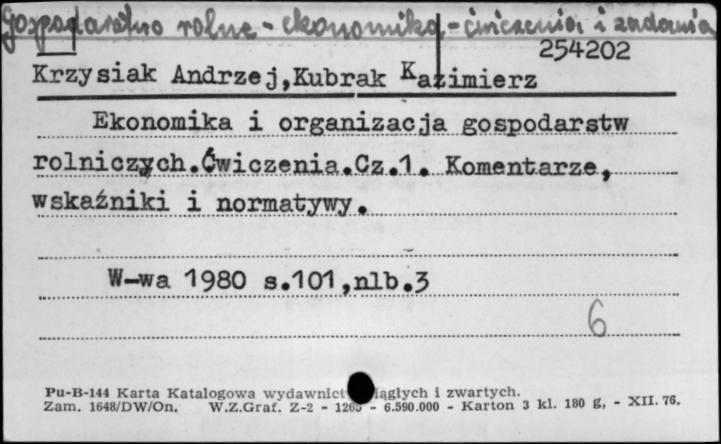 Gospodarstwo rolne - ekonomika - ćwiczenia i zadania
254202
Krzysiak Andrzej,Kubrak Kazimierz
Ekonomika i organizacja gospodarstw
rolniczych.Ćwiczenia.Cz.1. Komentarze,
wskaźniki i normatywy.
W-wa 1980 s.101,nlb.3
6
Pu-B-144 Karta Katalogowa wydawnict ciągłych i zwartych.
Zam. 1648/DW/On. W.Z.Graf. Z-2 - 1265 - 6.590.000 - Karton 3 kl. 180 g, - XII. 76.